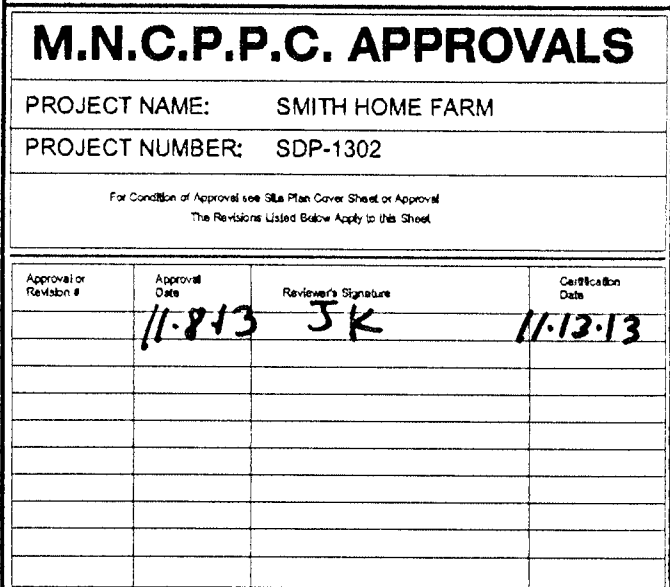 M.N.C.P.P.C. APPROVALS
PROJECT NAME: SMITH HOME FARM
PROJECT NUMBER: SDP-1302
For Condition of Approval see Site Plan Cover Sheet or Approval
The Revisions Listed Below Apply to this Sheet
Approval or Revision # Approval Date Reviewer's Signature Certification Date
11·8·13 JK 11·13·13